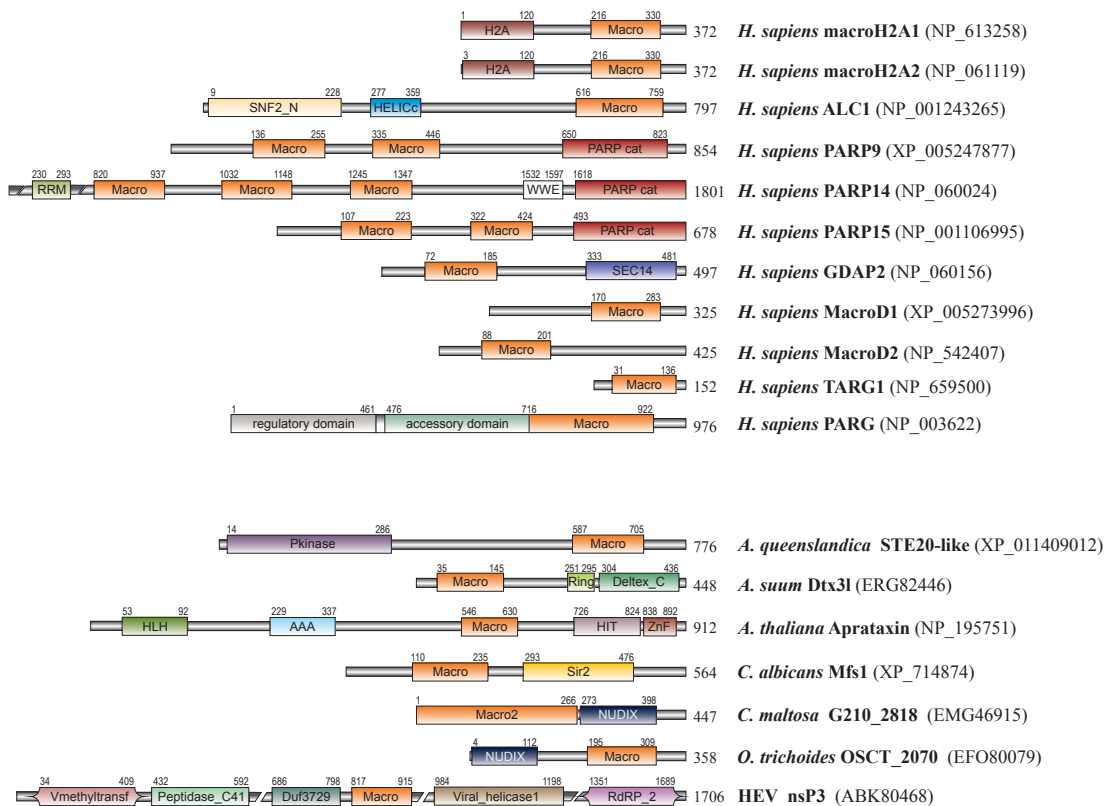 1 120 216 330
H2A Macro 372 H. sapiens macroH2A1 (NP_613258)
3 120 216 330
H2A Macro 372 H. sapiens macroH2A2 (NP_061119)
9 228 277 359 616 759
SNF2_N HELICc Macro 797 H. sapiens ALC1 (NP_001243265)
136 255 335 446 650 823
Macro Macro PARP cat 854 H. sapiens PARP9 (XP_005247877)
230 293 820 937 1032 1148 1245 1347 1532 1597 1618
RRM Macro Macro Macro WWE PARP cat 1801 H. sapiens PARP14 (NP_060024)
107 223 322 424 493
Macro Macro PARP cat 678 H. sapiens PARP15 (NP_001106995)
72 185 333 481
Macro SEC14 497 H. sapiens GDAP2 (NP_060156)
170 283
Macro 325 H. sapiens MacroD1 (XP_005273996)
88 201
Macro 425 H. sapiens MacroD2 (NP_542407)
31 136
Macro 152 H. sapiens TARG1 (NP_659500)
1 461 476 716 922
regulatory domain accessory domain Macro 976 H. sapiens PARG (NP_003622)
14 286 587 705
Pkinase Macro 776 A. queenslandica STE20-like (XP_011409012)
35 145 251 295 304 436
Macro Ring Deltex_C 448 A. suum Dtx3l (ERG82446)
53 92 229 337 546 630 726 824 838 892
HLH AAA Macro HIT ZnF 912 A. thaliana Aprataxin (NP_195751)
110 235 293 476
Macro Sir2 564 C. albicans Mfs1 (XP_714874)
1 266 273 398
Macro2 NUDIX 447 C. maltosa G210_2818 (EMG46915)
4 112 195 309
NUDIX Macro 358 O. trichoides OSCT_2070 (EFO80079)
34 409 432 592 686 798 817 915 984 1198 1351 1689
Vmethyltransf Peptidase_C41 Duf3729 Macro Viral_helicase1 RdRP_2 1706 HEV nsP3 (ABK80468)